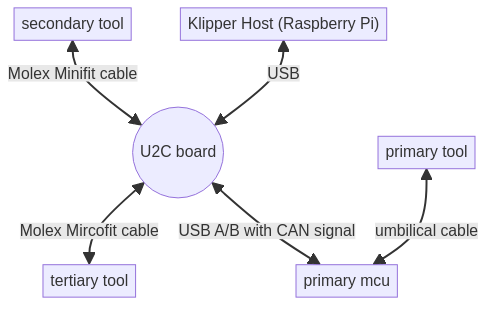 secondary tool
Klipper Host (Raspberry Pi)
Molex Minifit cable
USB
U2C board
primary tool
Molex Mircofit cable
USB A/B with CAN signal
umbilical cable
tertiary tool
primary mcu